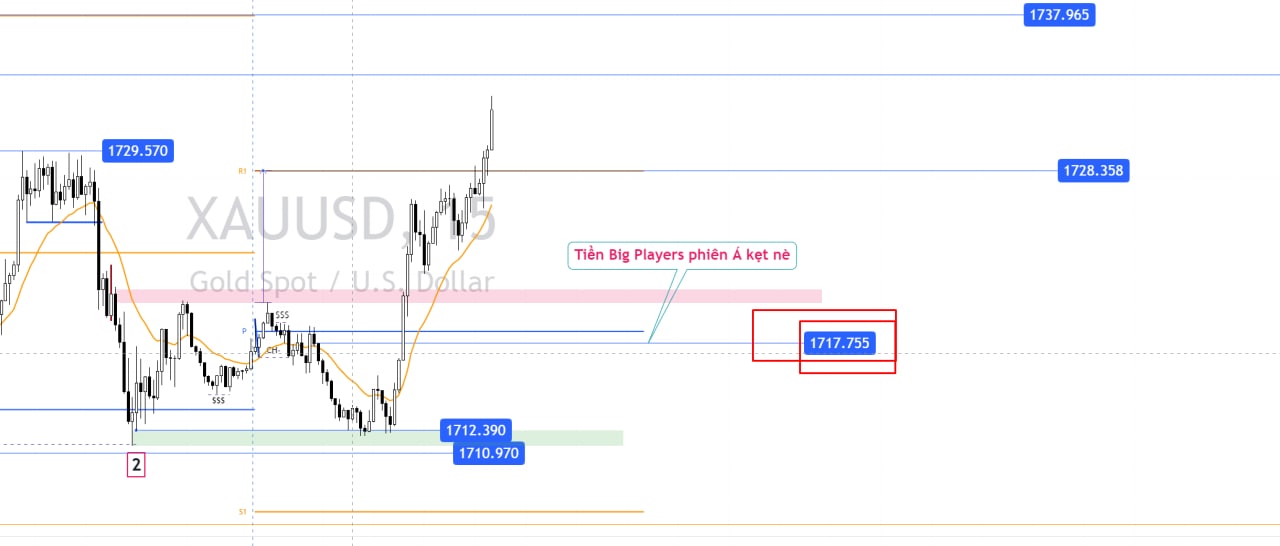 1737.965
1729.570
1728.358
R1
XAUUSD, 15
Gold Spot / U.S. Dollar
Tiền Big Players phiên Á kẹt nè
$$$
P
CH
1717.755
$$$
1712.390
1710.970
2
S1